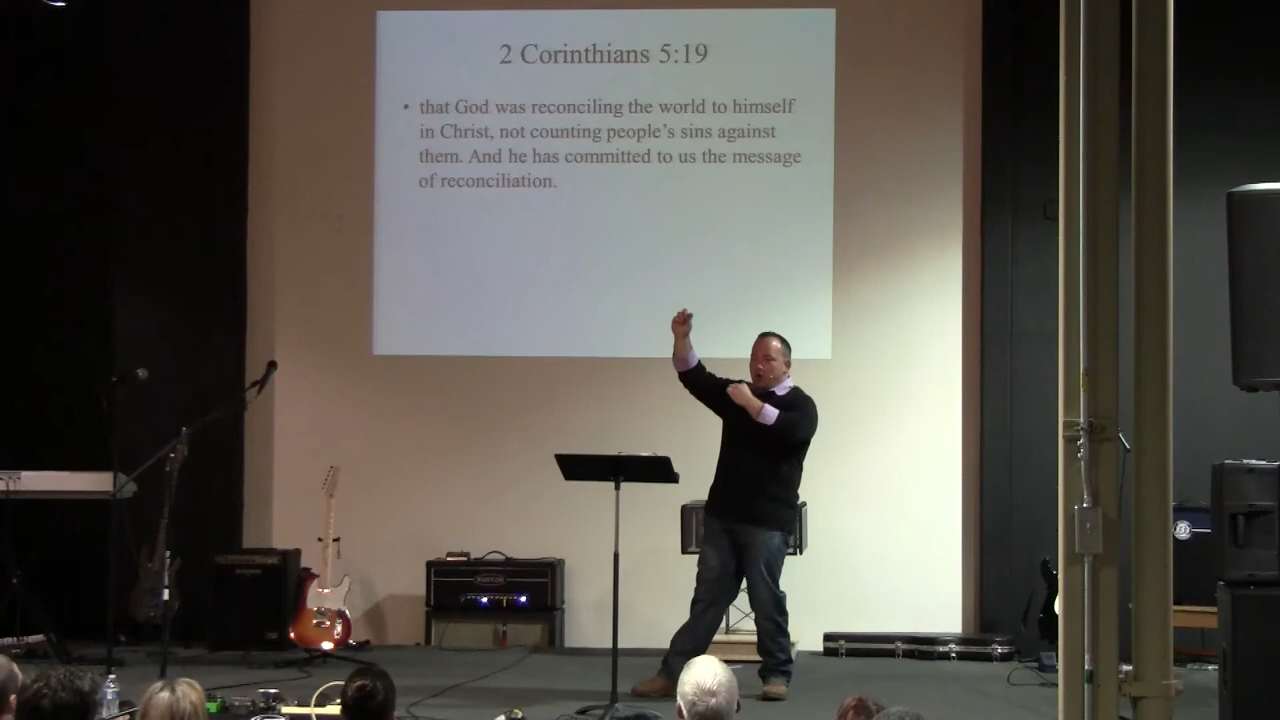 2 Corinthians 5:19
• that God was reconciling the world to himself
in Christ, not counting people's sins against
them. And he has committed to us the message
of reconciliation.